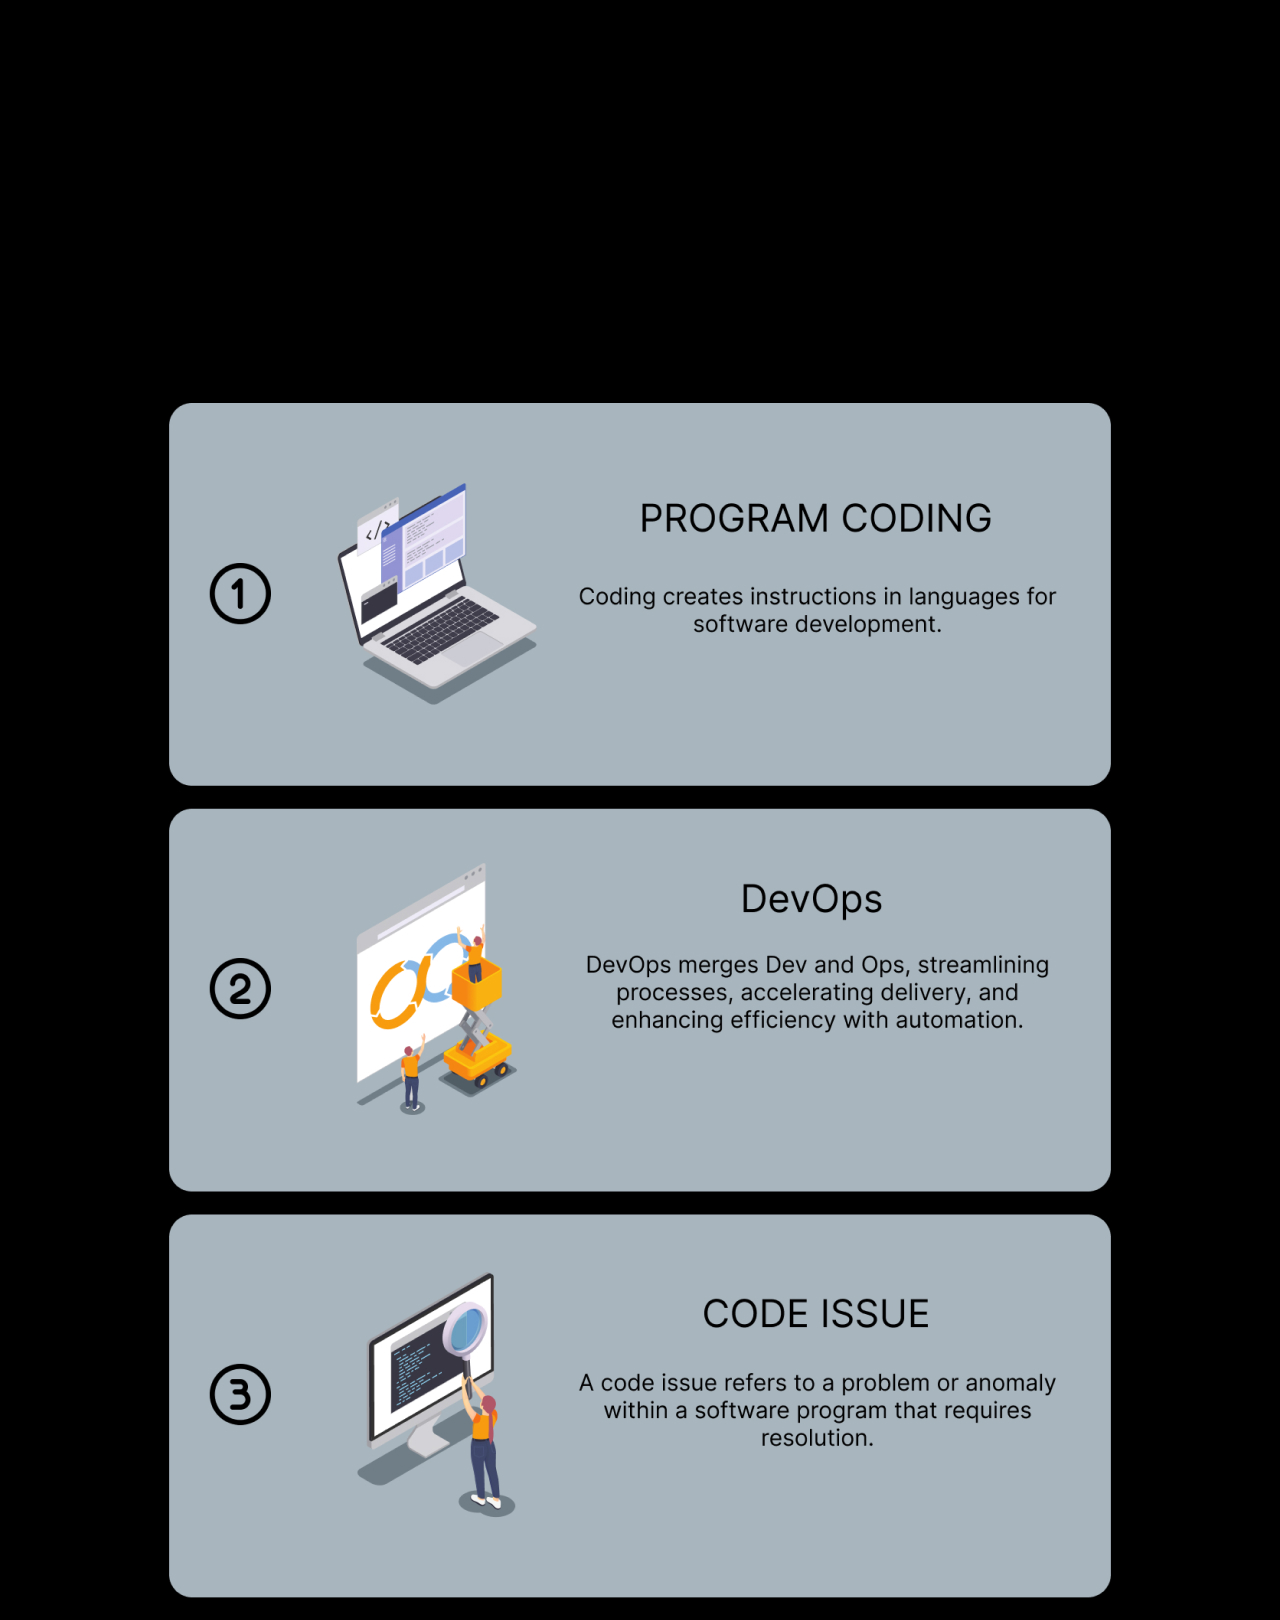 PROGRAM CODING
1
Coding creates instructions in languages for
software development.
DevOps
2
DevOps merges Dev and Ops, streamlining
processes, accelerating delivery, and
enhancing efficiency with automation.
CODE ISSUE
3
A code issue refers to a problem or anomaly
within a software program that requires
resolution.